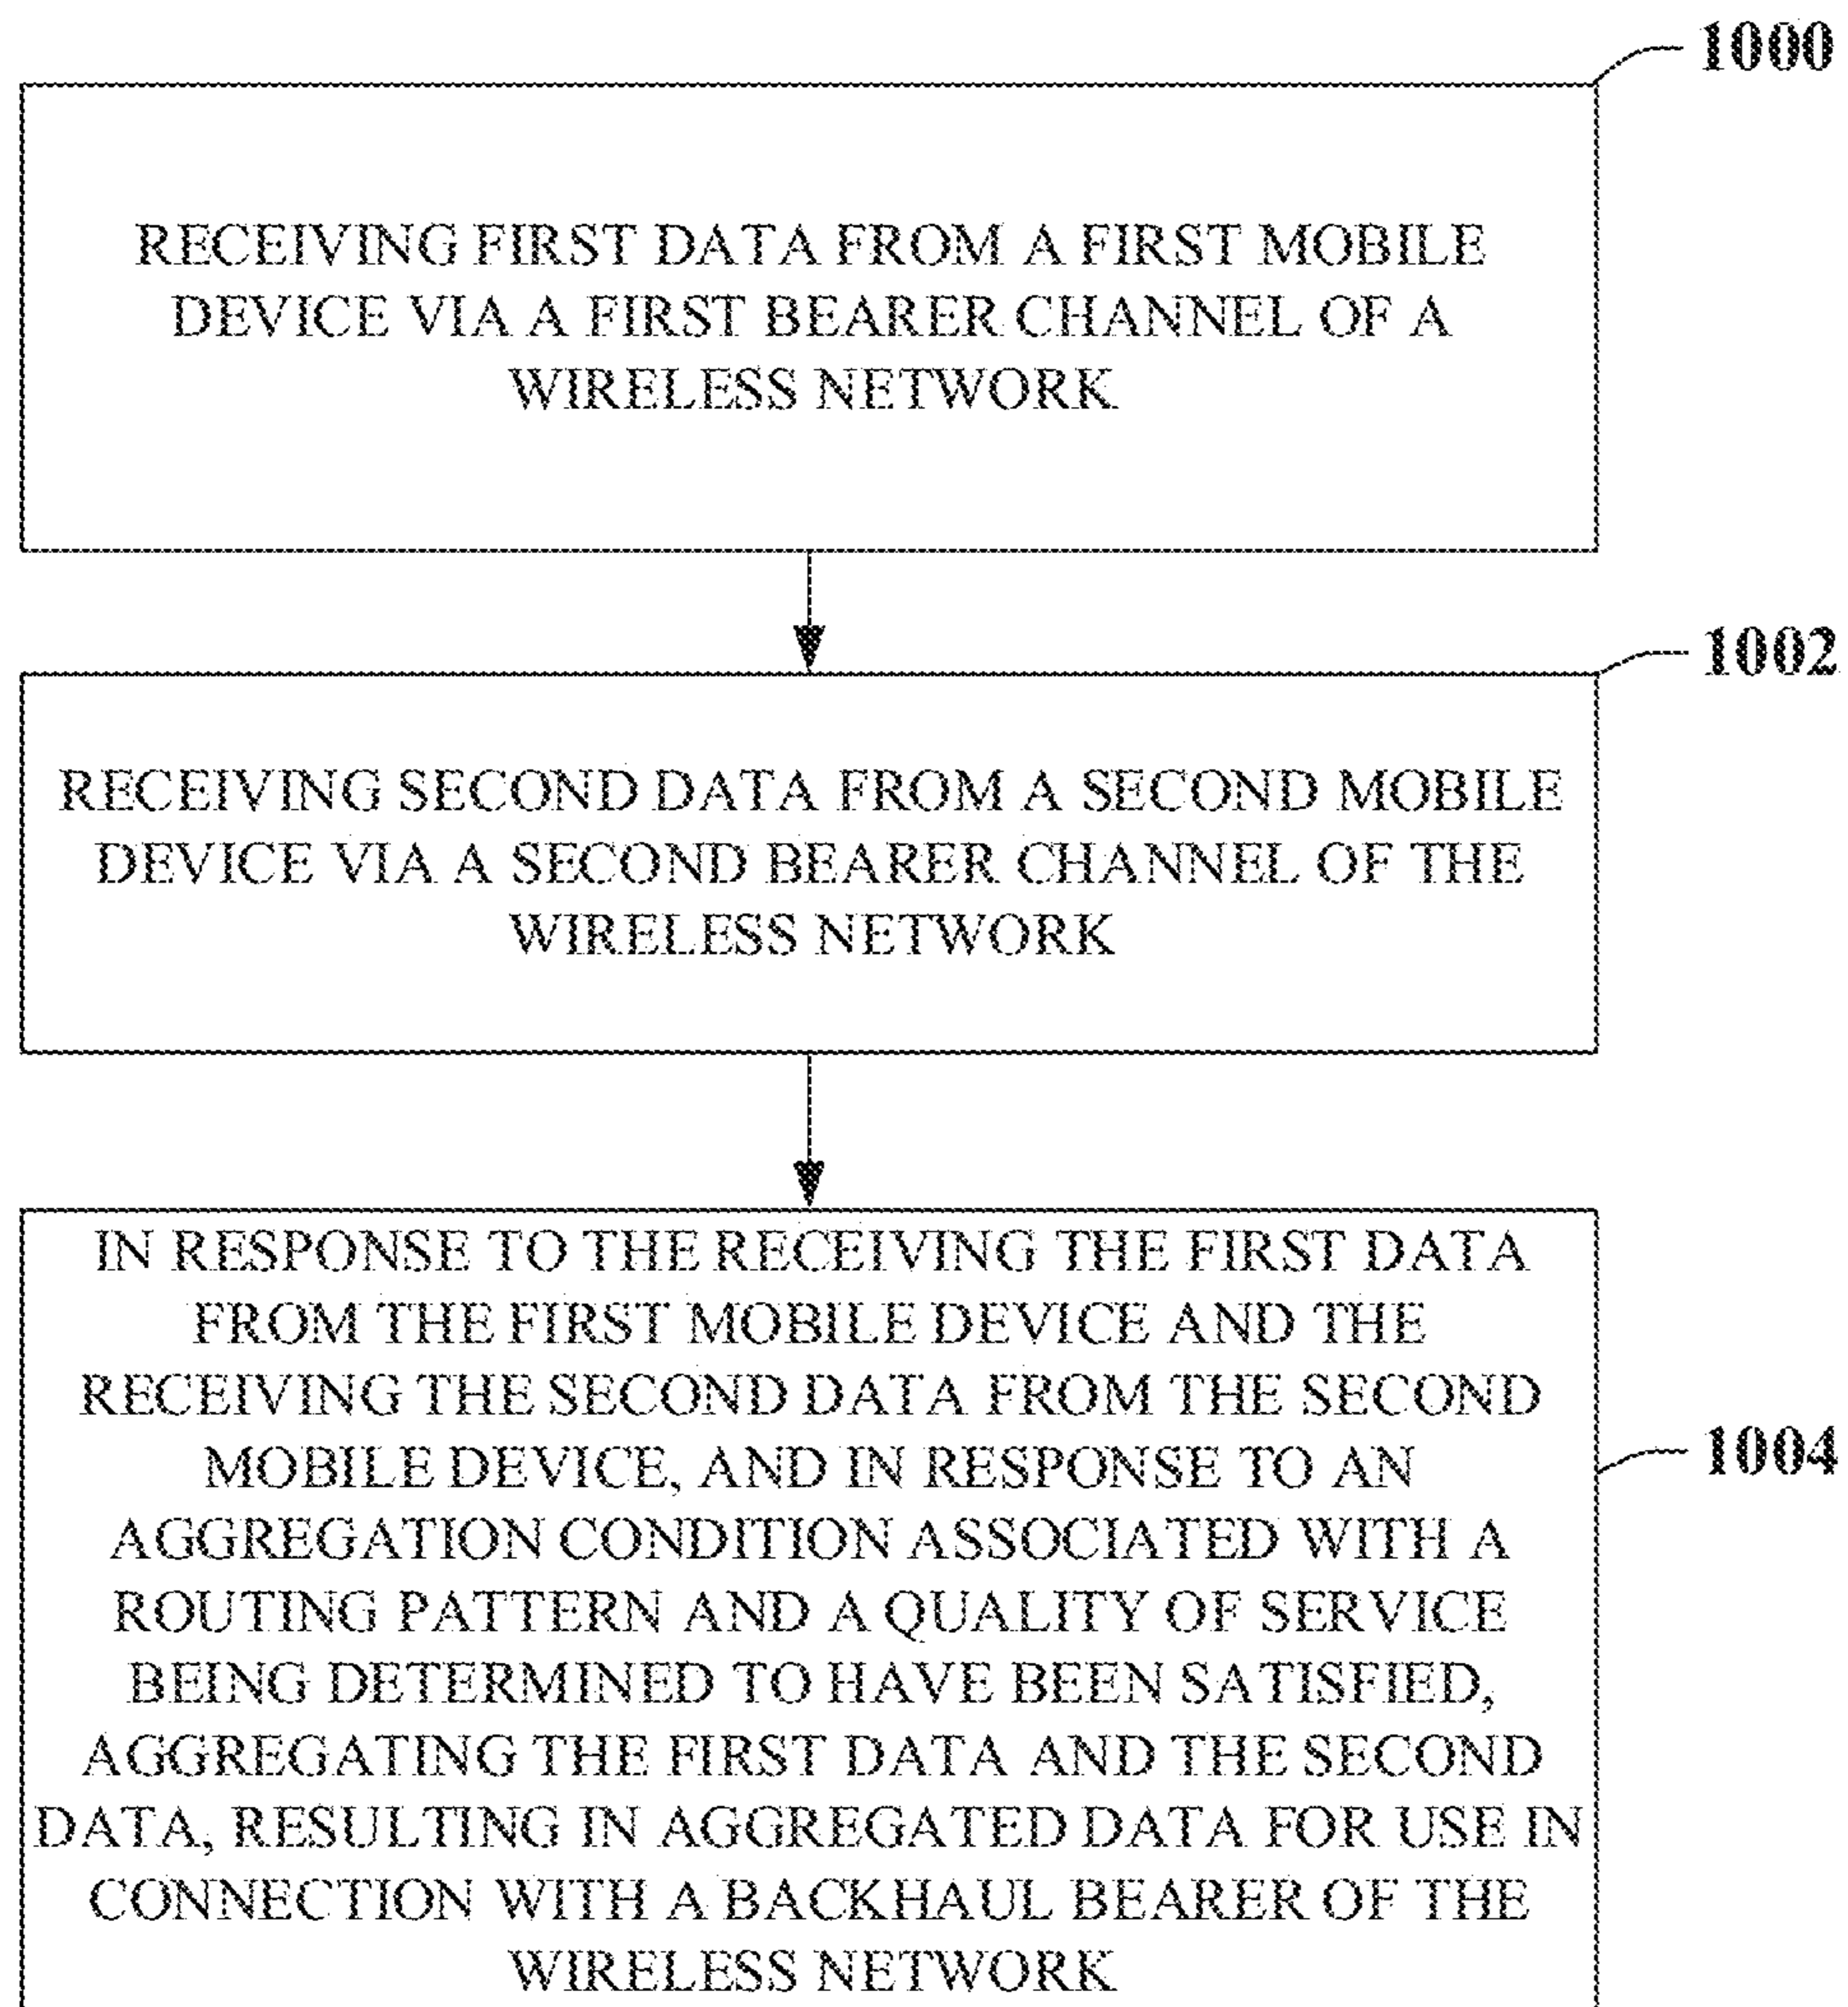 1000
RECEIVING FIRST DATA FROM A FIRST MOBILE
DEVICE VIA A FIRST BEARER CHANNEL OF A
WIRELESS NETWORK
1002
RECEIVING SECOND DATA FROM A SECOND MOBILE
DEVICE VIA A SECOND BEARER CHANNEL OF THE
WIRELESS NETWORK
IN RESPONSE TO THE RECEIVING THE FIRST DATA
FROM THE FIRST MOBILE DEVICE AND THE
RECEIVING THE SECOND DATA FROM THE SECOND
MOBILE DEVICE, AND IN RESPONSE TO AN
1004
AGGREGATION CONDITION ASSOCIATED WITH A
ROUTING PATTERN AND A QUALITY OF SERVICE
BEING DETERMINED TO HAVE BEEN SATISFIED,
AGGREGATING THE FIRST DATA AND THE SECOND
DATA, RESULTING IN AGGREGATED DATA FOR USE IN
CONNECTION WITH A BACKHAUL BEARER OF THE
WIRELESS NETWORK